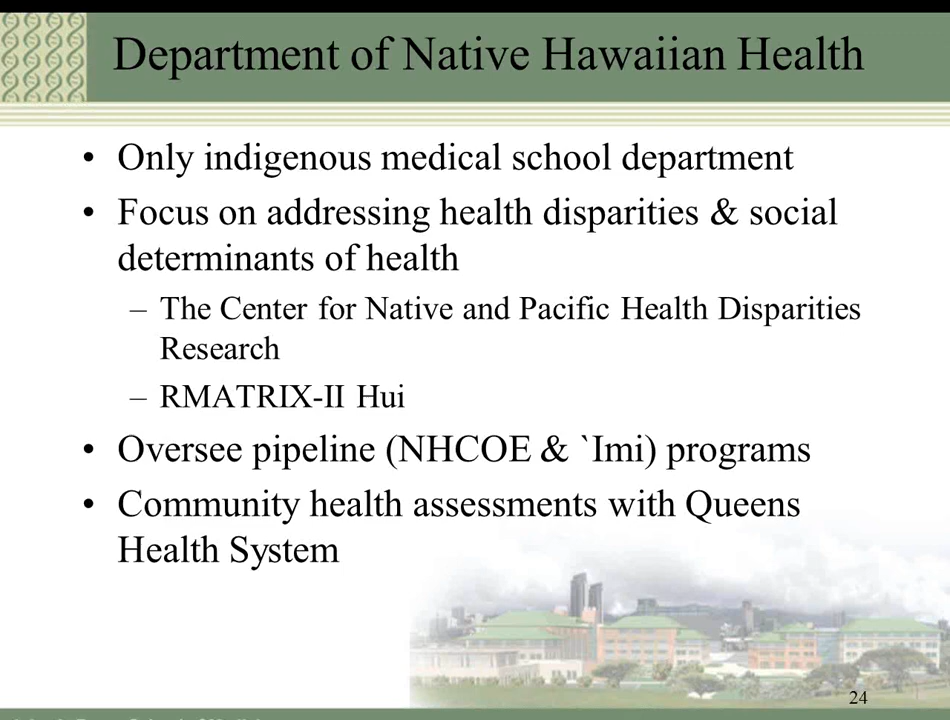 Department of Native Hawaiian Health
• Only indigenous medical school department
• Focus on addressing health disparities & social
determinants of health
– The Center for Native and Pacific Health Disparities
Research
– RMATRIX-II Hui
• Oversee pipeline (NHCOE & `Imi) programs
• Community health assessments with Queens
Health System
24